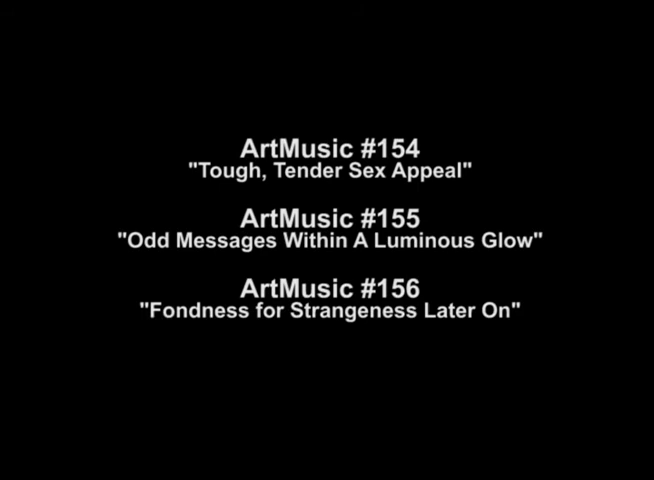 ArtMusic #154
"Tough, Tender Sex Appeal"
ArtMusic #155
"Odd Messages Within A Luminous Glow"
ArtMusic #156
"Fondness for Strangeness Later On"